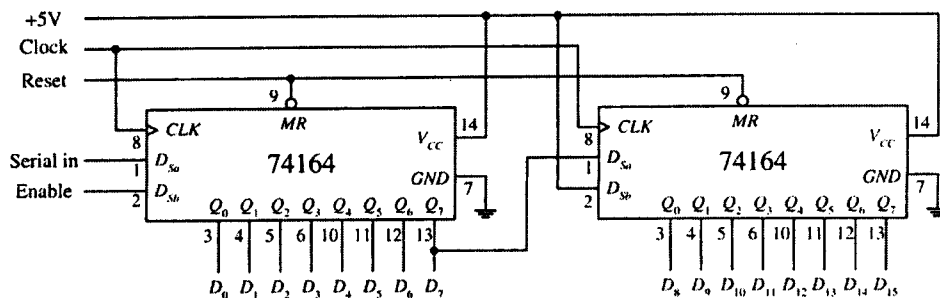 +5V
Clock
Reset
9
9
MR
MR
14
14
CLK
CLK
V_CC
V_CC
8
8
Serial in
D_Sa
74164
D_Sa
74164
1
1
GND
7
GND
7
Enable
D_Sb
D_Sb
2
2
Q_0 Q_1 Q_2 Q_3 Q_4 Q_5 Q_6 Q_7
Q_0 Q_1 Q_2 Q_3 Q_4 Q_5 Q_6 Q_7
3 4 5 6 10 11 12 13
3 4 5 6 10 11 12 13
D_0 D_1 D_2 D_3 D_4 D_5 D_6 D_7
D_8 D_9 D_10 D_11 D_12 D_13 D_14 D_15